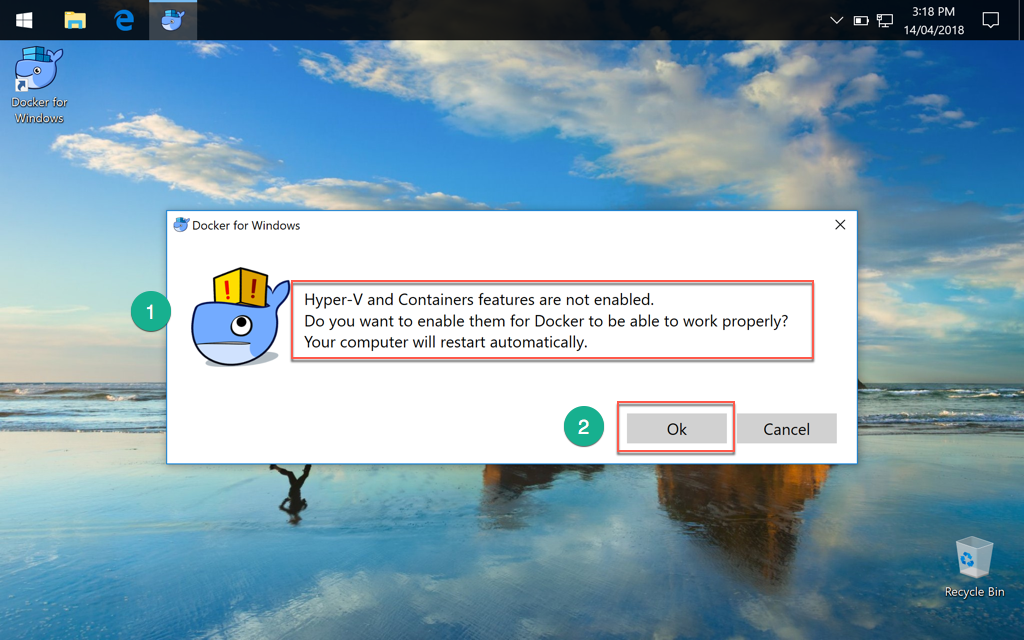 3:18 PM
14/04/2018
Docker for
Windows
Docker for Windows
! !
1
Hyper-V and Containers features are not enabled.
Do you want to enable them for Docker to be able to work properly?
Your computer will restart automatically.
2
Ok
Cancel
Recycle Bin